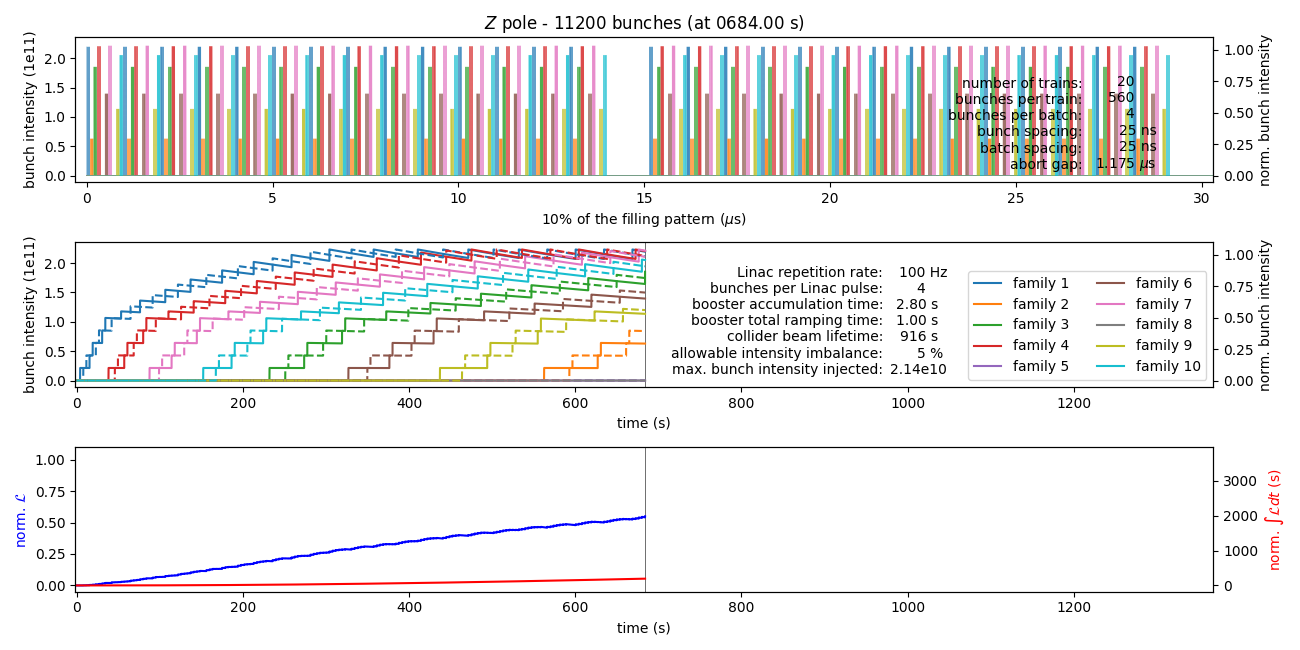 Z pole - 11200 bunches (at 0684.00 s)
bunch intensity (1e11)
2.0
1.5
1.0
0.5
0.0
1.00
0.75
0.50
0.25
0.00
norm. bunch intensity
number of trains: 20
bunches per train: 560
bunches per batch: 4
bunch spacing: 25 ns
batch spacing: 25 ns
abort gap: 1.175 μs
0 5 10 15 20 25 30
10% of the filling pattern (μs)
bunch intensity (1e11)
2.0
1.5
1.0
0.5
0.0
Linac repetition rate: 100 Hz
bunches per Linac pulse: 4
booster accumulation time: 2.80 s
booster total ramping time: 1.00 s
collider beam lifetime: 916 s
allowable intensity imbalance: 5 %
max. bunch intensity injected: 2.14e10
family 1 family 6
family 2 family 7
family 3 family 8
family 4 family 9
family 5 family 10
1.00
0.75
0.50
0.25
0.00
norm. bunch intensity
0 200 400 600 800 1000 1200
time (s)
norm. ℒ
1.00
0.75
0.50
0.25
0.00
3000
2000
1000
0
norm. ∫ℒdt (s)
0 200 400 600 800 1000 1200
time (s)